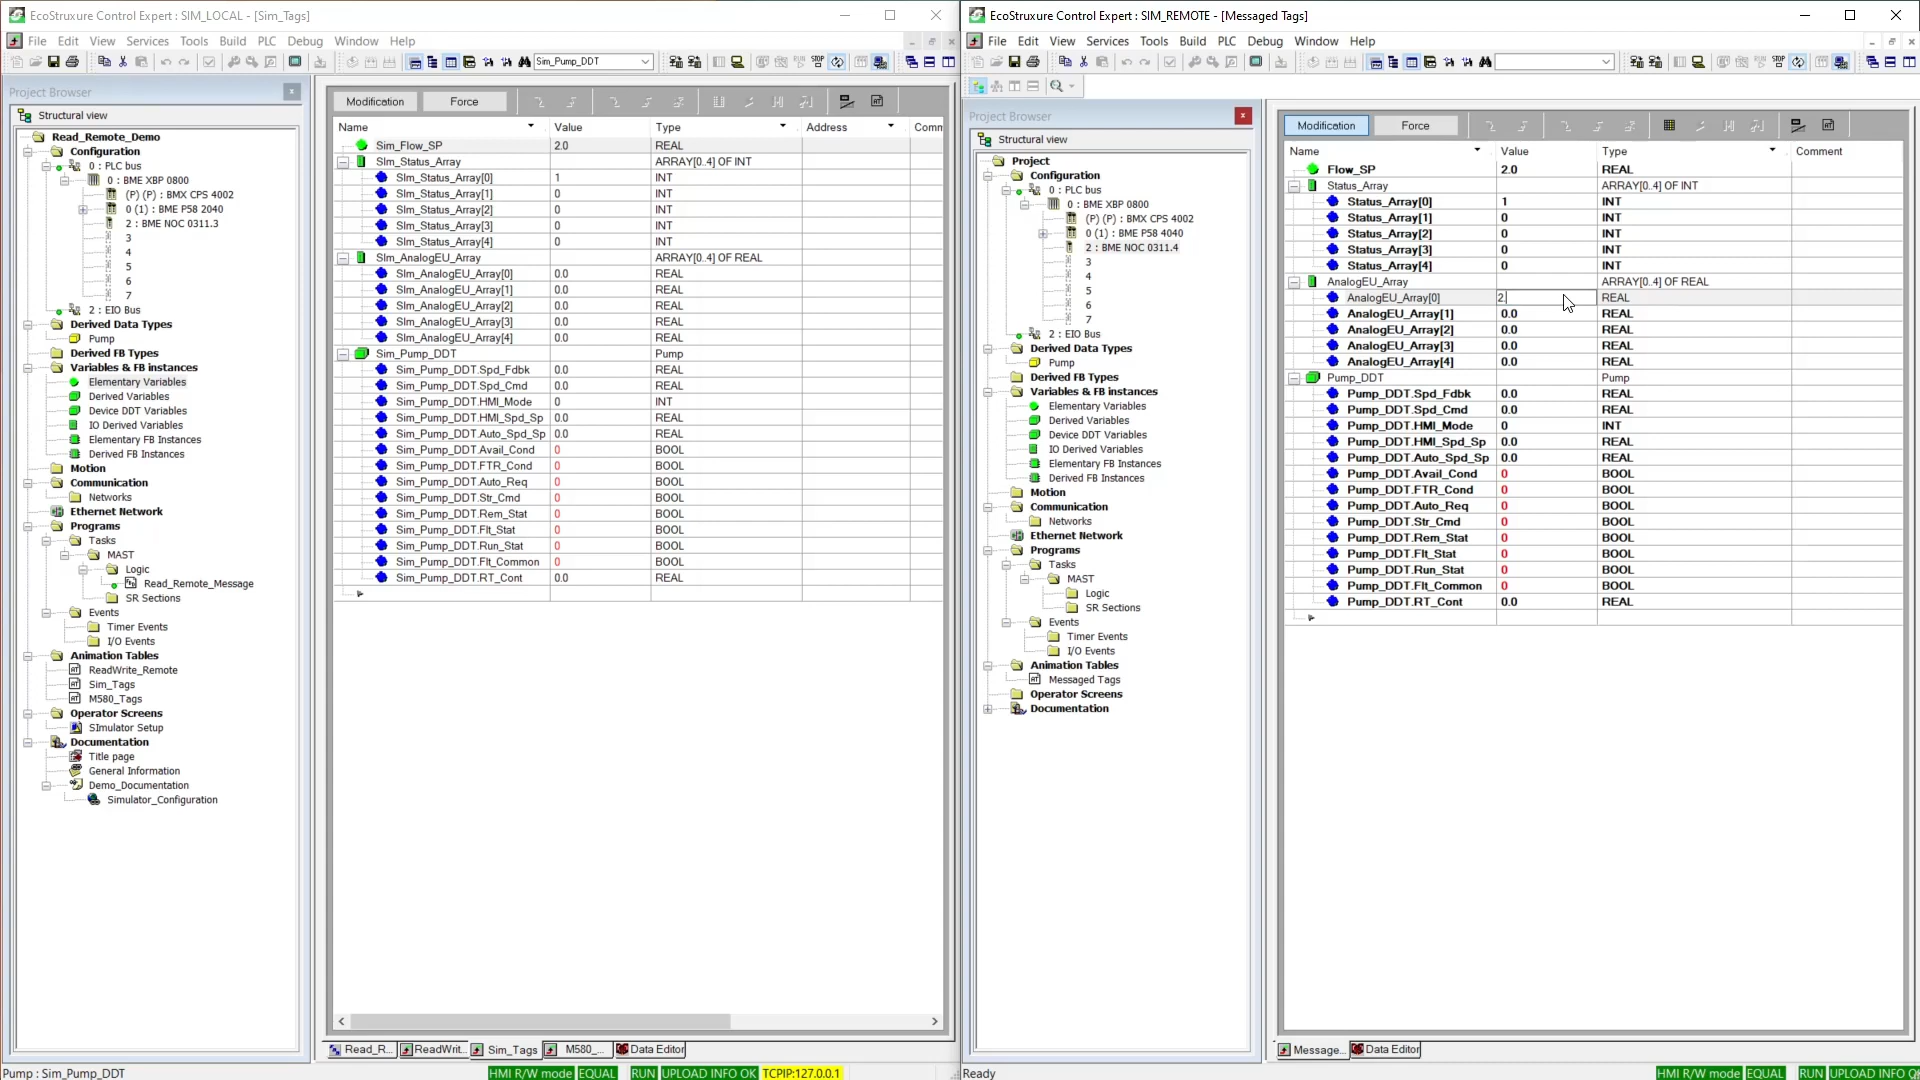 EcoStruxure Control Expert : SIM_LOCAL - [Sim_Tags]
File Edit View Services Tools Build PLC Debug Window Help
Sim_Pump_DDT
Project Browser
Structural view
Read_Remote_Demo
Configuration
0 : PLC bus
0 : BME XBP 0800
(P) (P) : BMX CPS 4002
0 (1) : BME P58 2040
2 : BME NOC 0311.3
3
4
5
6
7
2 : EIO Bus
Derived Data Types
Pump
Derived FB Types
Variables & FB instances
Elementary Variables
Derived Variables
Device DDT Variables
IO Derived Variables
Elementary FB Instances
Derived FB Instances
Motion
Communication
Networks
Ethernet Network
Programs
Tasks
MAST
Logic
Read_Remote_Message
SR Sections
Events
Timer Events
I/O Events
Animation Tables
ReadWrite_Remote
Sim_Tags
M580_Tags
Operator Screens
SImulator Setup
Documentation
Title page
General Information
Demo_Documentation
Simulator_Configuration
Modification Force
Name Value Type Address Comm
Sim_Flow_SP 2.0 REAL
SIm_Status_Array ARRAY[0..4] OF INT
SIm_Status_Array[0] 1 INT
SIm_Status_Array[1] 0 INT
SIm_Status_Array[2] 0 INT
SIm_Status_Array[3] 0 INT
SIm_Status_Array[4] 0 INT
SIm_AnalogEU_Array ARRAY[0..4] OF REAL
SIm_AnalogEU_Array[0] 0.0 REAL
SIm_AnalogEU_Array[1] 0.0 REAL
SIm_AnalogEU_Array[2] 0.0 REAL
SIm_AnalogEU_Array[3] 0.0 REAL
SIm_AnalogEU_Array[4] 0.0 REAL
Sim_Pump_DDT Pump
Sim_Pump_DDT.Spd_Fdbk 0.0 REAL
Sim_Pump_DDT.Spd_Cmd 0.0 REAL
Sim_Pump_DDT.HMI_Mode 0 INT
Sim_Pump_DDT.HMI_Spd_Sp 0.0 REAL
Sim_Pump_DDT.Auto_Spd_Sp 0.0 REAL
Sim_Pump_DDT.Avail_Cond 0 BOOL
Sim_Pump_DDT.FTR_Cond 0 BOOL
Sim_Pump_DDT.Auto_Req 0 BOOL
Sim_Pump_DDT.Str_Cmd 0 BOOL
Sim_Pump_DDT.Rem_Stat 0 BOOL
Sim_Pump_DDT.Flt_Stat 0 BOOL
Sim_Pump_DDT.Run_Stat 0 BOOL
Sim_Pump_DDT.Flt_Common 0 BOOL
Sim_Pump_DDT.RT_Cont 0.0 REAL
Read_R... ReadWrit... Sim_Tags M580_... Data Editor
Pump : Sim_Pump_DDT HMI R/W mode EQUAL RUN UPLOAD INFO OK TCPIP:127.0.0.1
EcoStruxure Control Expert : SIM_REMOTE - [Messaged Tags]
File Edit View Services Tools Build PLC Debug Window Help
Project Browser
Structural view
Project
Configuration
0 : PLC bus
0 : BME XBP 0800
(P) (P) : BMX CPS 4002
0 (1) : BME P58 4040
2 : BME NOC 0311.4
3
4
5
6
7
2 : EIO Bus
Derived Data Types
Pump
Derived FB Types
Variables & FB instances
Elementary Variables
Derived Variables
Device DDT Variables
IO Derived Variables
Elementary FB Instances
Derived FB Instances
Motion
Communication
Networks
Ethernet Network
Programs
Tasks
MAST
Logic
SR Sections
Events
Timer Events
I/O Events
Animation Tables
Messaged Tags
Operator Screens
Documentation
Modification Force
Name Value Type Comment
Flow_SP 2.0 REAL
Status_Array ARRAY[0..4] OF INT
Status_Array[0] 1 INT
Status_Array[1] 0 INT
Status_Array[2] 0 INT
Status_Array[3] 0 INT
Status_Array[4] 0 INT
AnalogEU_Array ARRAY[0..4] OF REAL
AnalogEU_Array[0] 2. REAL
AnalogEU_Array[1] 0.0 REAL
AnalogEU_Array[2] 0.0 REAL
AnalogEU_Array[3] 0.0 REAL
AnalogEU_Array[4] 0.0 REAL
Pump_DDT Pump
Pump_DDT.Spd_Fdbk 0.0 REAL
Pump_DDT.Spd_Cmd 0.0 REAL
Pump_DDT.HMI_Mode 0 INT
Pump_DDT.HMI_Spd_Sp 0.0 REAL
Pump_DDT.Auto_Spd_Sp 0.0 REAL
Pump_DDT.Avail_Cond 0 BOOL
Pump_DDT.FTR_Cond 0 BOOL
Pump_DDT.Auto_Req 0 BOOL
Pump_DDT.Str_Cmd 0 BOOL
Pump_DDT.Rem_Stat 0 BOOL
Pump_DDT.Flt_Stat 0 BOOL
Pump_DDT.Run_Stat 0 BOOL
Pump_DDT.Flt_Common 0 BOOL
Pump_DDT.RT_Cont 0.0 REAL
Message... Data Editor
Ready HMI R/W mode EQUAL RUN UPLOAD INFO O